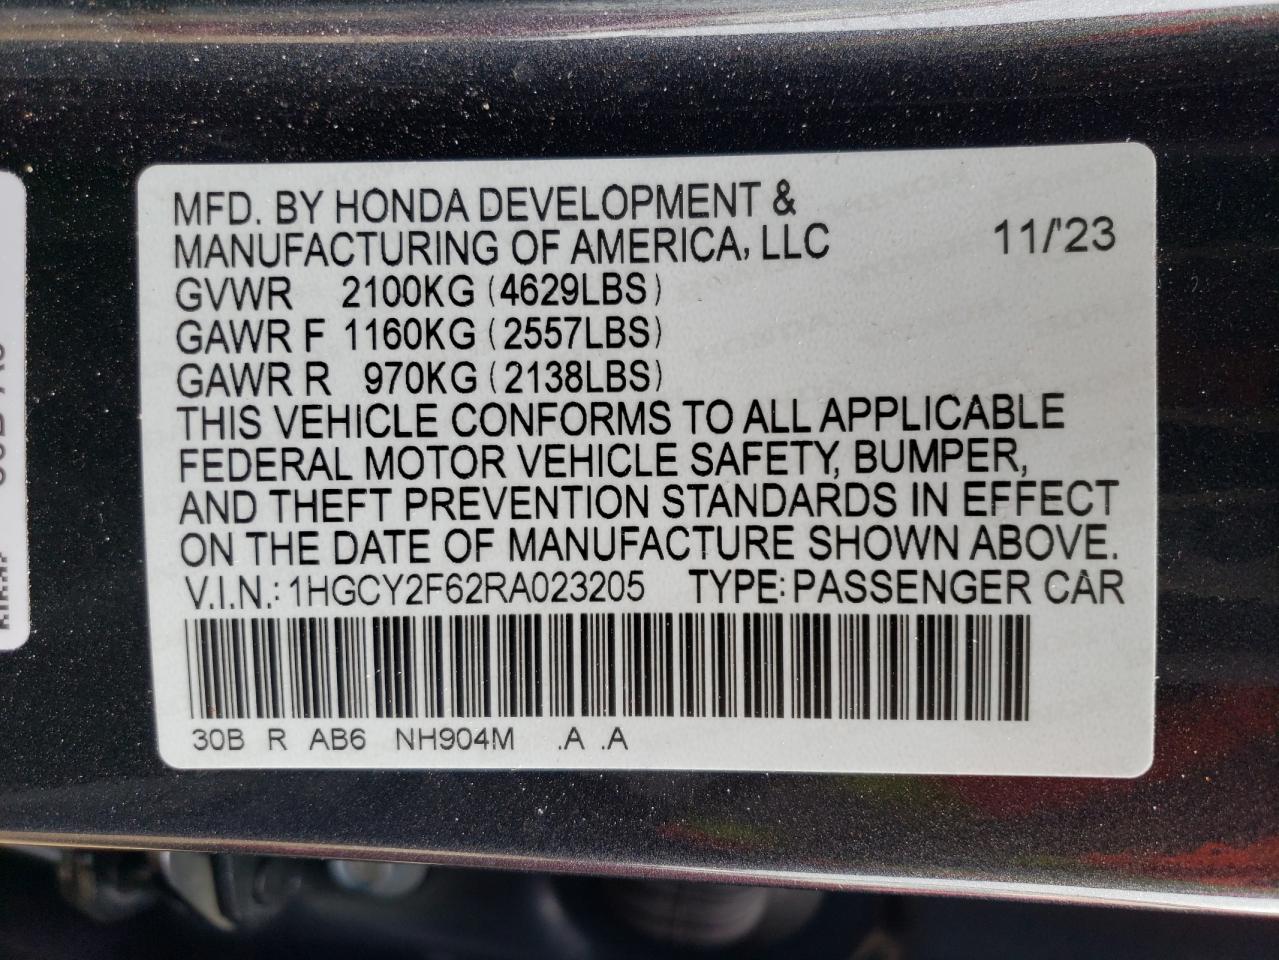 MFD. BY HONDA DEVELOPMENT &
MANUFACTURING OF AMERICA, LLC 11/'23
GVWR 2100KG (4629LBS)
GAWR F 1160KG (2557LBS)
GAWR R 970KG (2138LBS)
THIS VEHICLE CONFORMS TO ALL APPLICABLE
FEDERAL MOTOR VEHICLE SAFETY, BUMPER,
AND THEFT PREVENTION STANDARDS IN EFFECT
ON THE DATE OF MANUFACTURE SHOWN ABOVE.
V.I.N.: 1HGCY2F62RA023205 TYPE: PASSENGER CAR
30B R AB6 NH904M .A .A